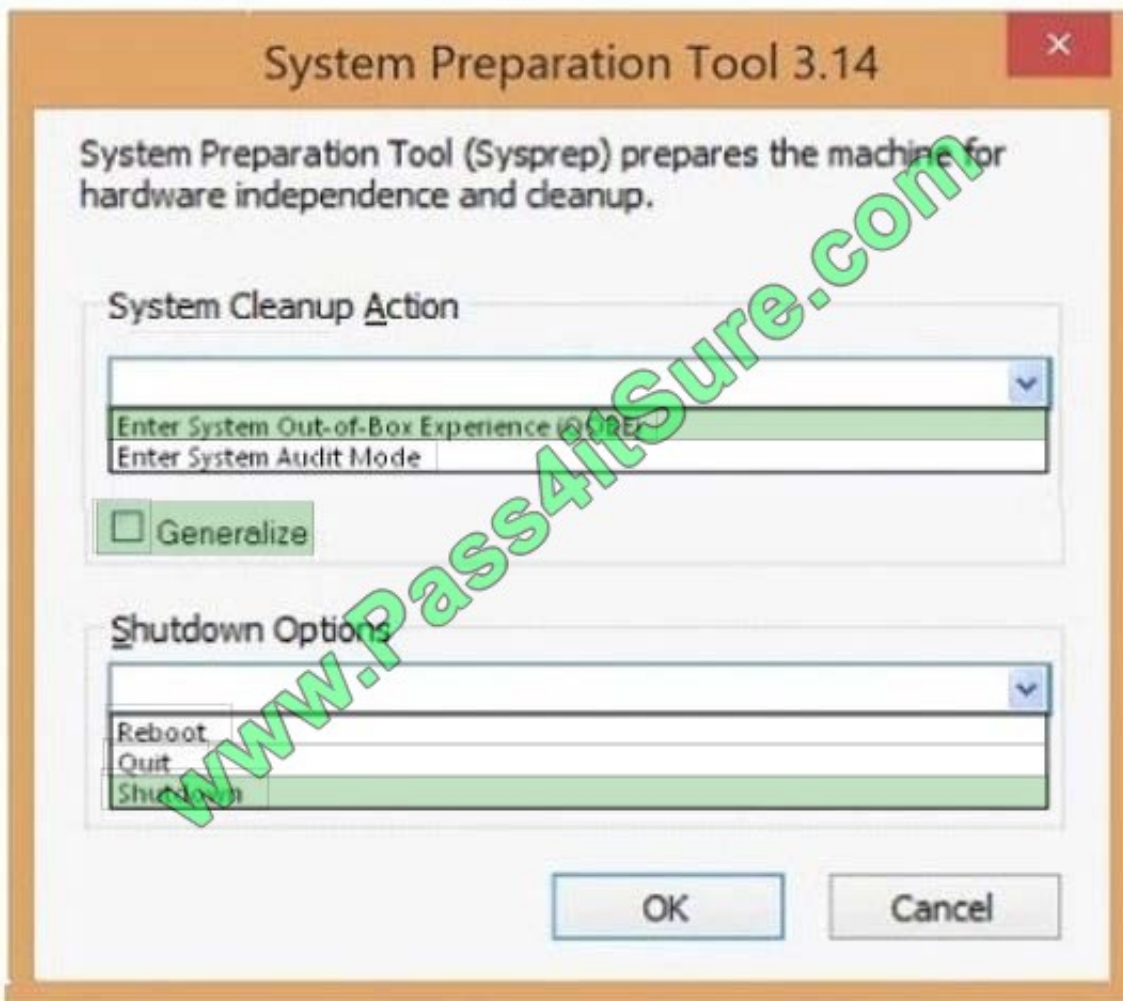 System Preparation Tool 3.14
System Preparation Tool (Sysprep) prepares the machine for
hardware independence and cleanup.
System Cleanup Action
Enter System Out-of-Box Experience (OOBE)
Enter System Audit Mode
Generalize
Shutdown Options
Reboot
Quit
Shutdown
OK
Cancel
www.Pass4itSure.com